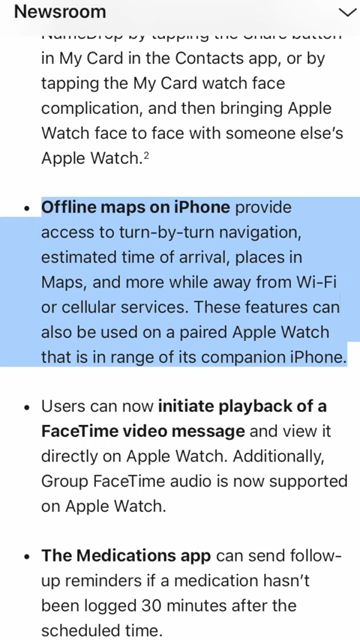 Newsroom
NameDrop by tapping the Share button
in My Card in the Contacts app, or by
tapping the My Card watch face
complication, and then bringing Apple
Watch face to face with someone else's
Apple Watch.²
• Offline maps on iPhone provide
access to turn-by-turn navigation,
estimated time of arrival, places in
Maps, and more while away from Wi-Fi
or cellular services. These features can
also be used on a paired Apple Watch
that is in range of its companion iPhone.
• Users can now initiate playback of a
FaceTime video message and view it
directly on Apple Watch. Additionally,
Group FaceTime audio is now supported
on Apple Watch.
• The Medications app can send follow-
up reminders if a medication hasn't
been logged 30 minutes after the
scheduled time.